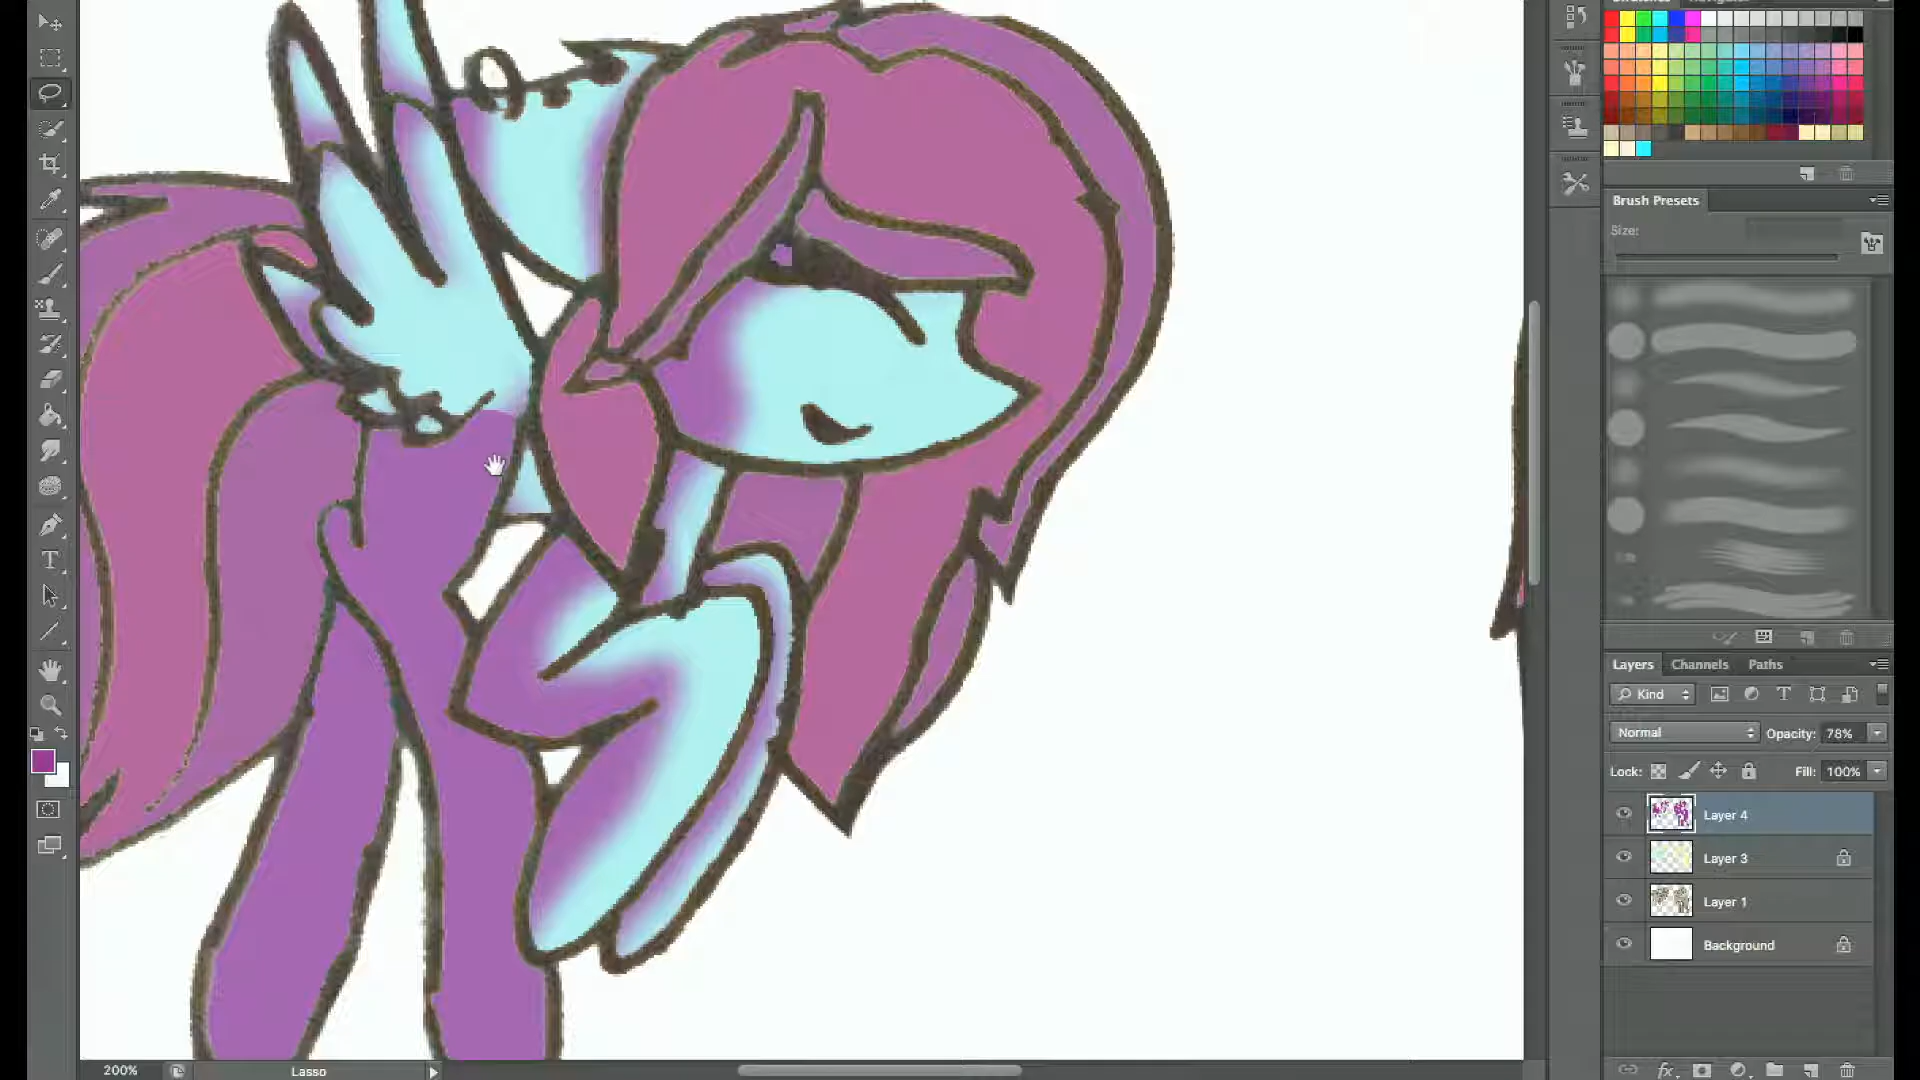 Brush Presets
Size:
Layers Channels Paths
Kind
Normal Opacity: 78%
Lock: Fill: 100%
Layer 4
Layer 3
Layer 1
Background
200% Lasso